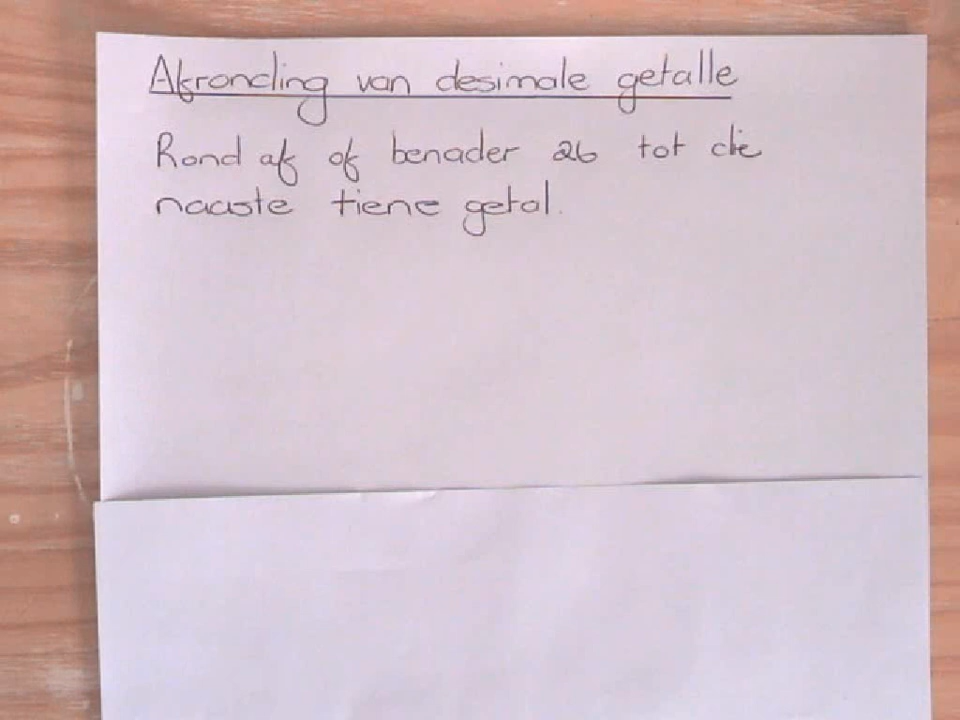 Afronding van desimale getalle
Rond af of benader 26 tot die
naaste tiene getal.